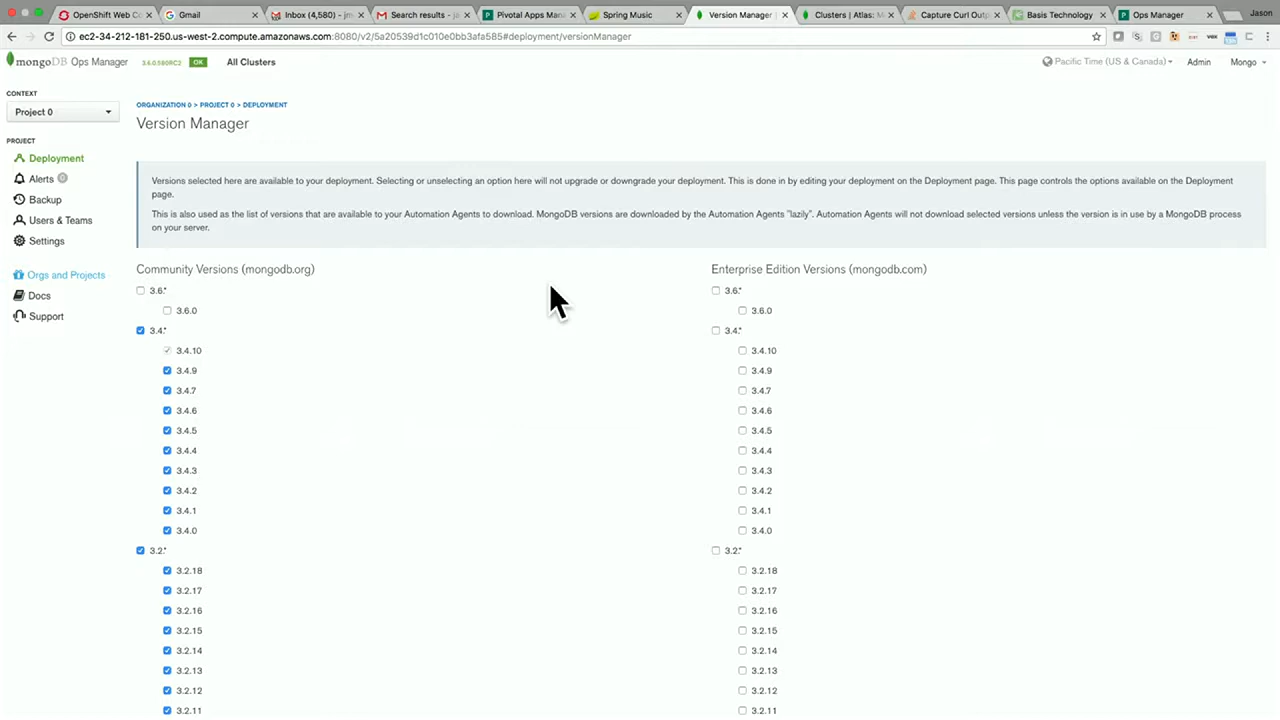 OpenShift Web Co
Gmail
Inbox (4,580) - jm
Search results - ja
Pivotal Apps Man
Spring Music
Version Manager
Clusters | Atlas: M
Capture Curl Outp
Basis Technology
Ops Manager
Jason
ec2-34-212-181-250.us-west-2.compute.amazonaws.com:8080/v2/5a20539d1c010e0bb3afa585#deployment/versionManager
mongoDB Ops Manager
OK
All Clusters
Pacific Time (US & Canada)
Admin
Mongo
CONTEXT
Project 0
PROJECT
Deployment
Alerts 0
Backup
Users & Teams
Settings
Orgs and Projects
Docs
Support
ORGANIZATION 0 > PROJECT 0 > DEPLOYMENT
Version Manager
Versions selected here are available to your deployment. Selecting or unselecting an option here will not upgrade or downgrade your deployment. This is done in by editing your deployment on the Deployment page. This page controls the options available on the Deployment
page.
This is also used as the list of versions that are available to your Automation Agents to download. MongoDB versions are downloaded by the Automation Agents "lazily". Automation Agents will not download selected versions unless the version is in use by a MongoDB process
on your server.
Community Versions (mongodb.org)
3.6.*
3.6.0
3.4.*
3.4.10
3.4.9
3.4.7
3.4.6
3.4.5
3.4.4
3.4.3
3.4.2
3.4.1
3.4.0
3.2.*
3.2.18
3.2.17
3.2.16
3.2.15
3.2.14
3.2.13
3.2.12
3.2.11
Enterprise Edition Versions (mongodb.com)
3.6.*
3.6.0
3.4.*
3.4.10
3.4.9
3.4.7
3.4.6
3.4.5
3.4.4
3.4.3
3.4.2
3.4.1
3.4.0
3.2.*
3.2.18
3.2.17
3.2.16
3.2.15
3.2.14
3.2.13
3.2.12
3.2.11